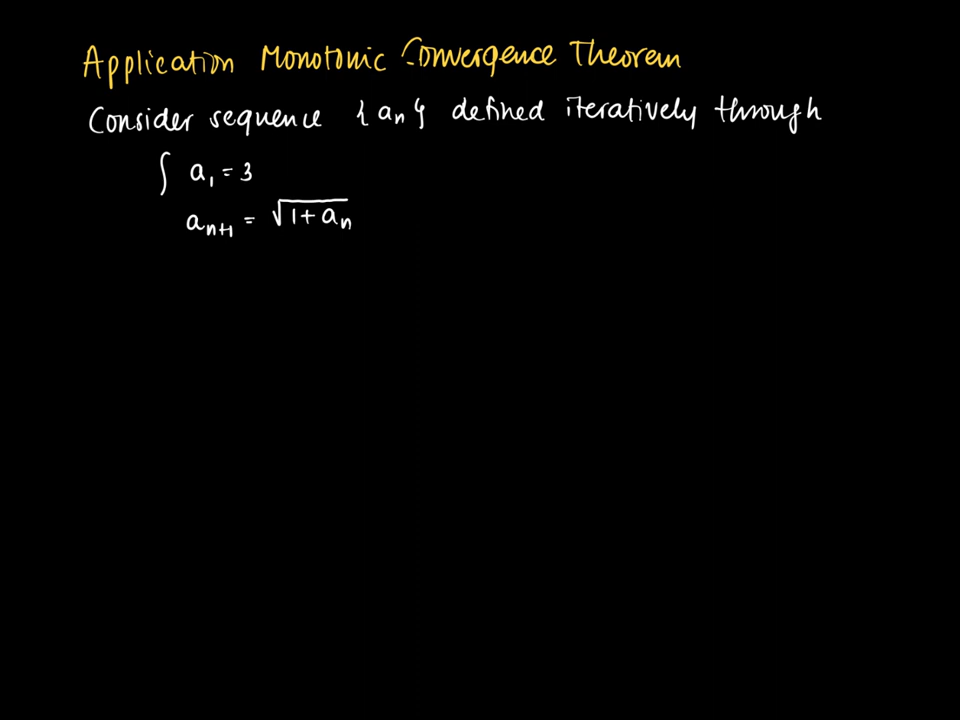 Application Monotonic Convergence Theorem
Consider sequence {an} defined iteratively through
a₁ = 3
aₙ₊₁ = √(1 + aₙ)